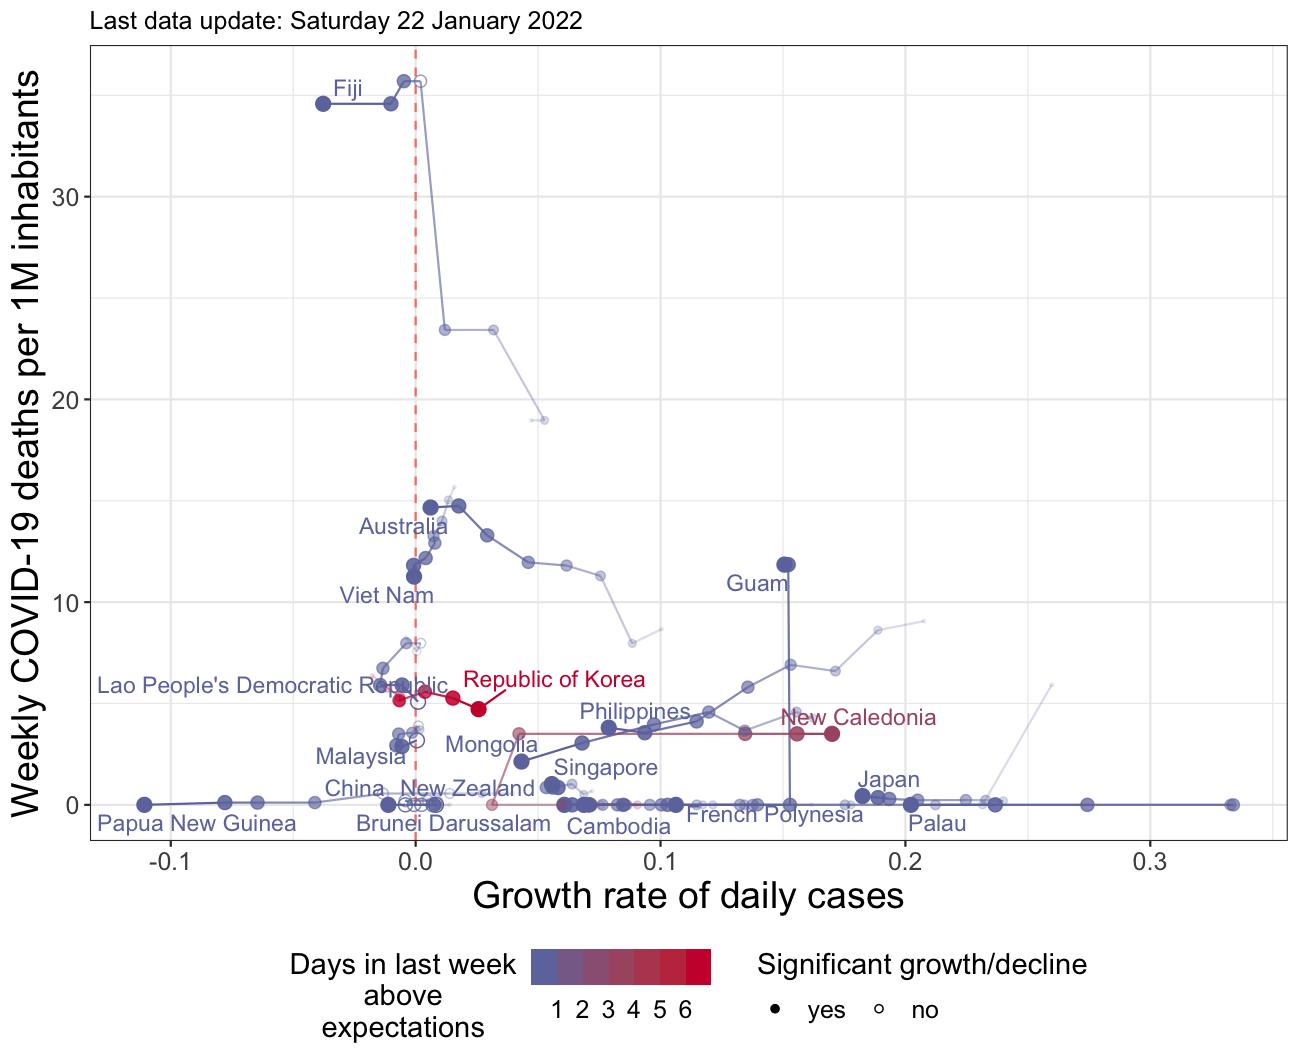 Last data update: Saturday 22 January 2022
Weekly COVID-19 deaths per 1M inhabitants
30
20
10
0
Fiji
Australia
Viet Nam
Guam
Republic of Korea
Lao People's Democratic Republic
Philippines
New Caledonia
Mongolia
Malaysia
Singapore
Japan
China
New Zealand
French Polynesia
Papua New Guinea
Brunei Darussalam
Cambodia
Palau
-0.1
0.0
0.1
0.2
0.3
Growth rate of daily cases
Days in last week
above
expectations
1 2 3 4 5 6
Significant growth/decline
yes
no